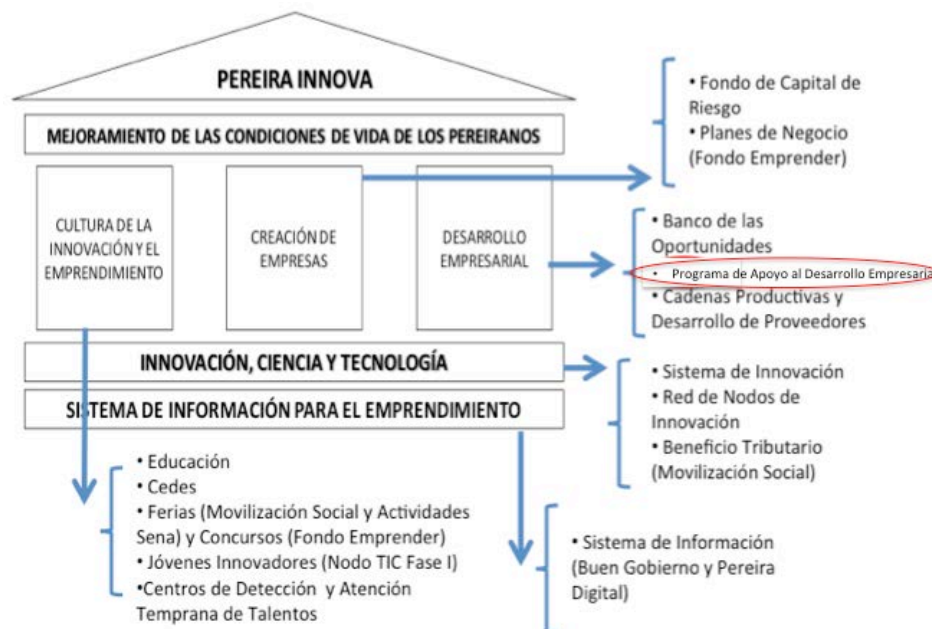 PEREIRA INNOVA
MEJORAMIENTO DE LAS CONDICIONES DE VIDA DE LOS PEREIRANOS
CULTURA DE LA
INNOVACIÓN Y EL
EMPRENDIMIENTO
CREACIÓN DE
EMPRESAS
DESARROLLO
EMPRESARIAL
• Fondo de Capital de
Riesgo
• Planes de Negocio
(Fondo Emprender)
• Banco de las
Oportunidades
• Programa de Apoyo al Desarrollo Empresaria
• Cadenas Productivas y
Desarrollo de Proveedores
INNOVACIÓN, CIENCIA Y TECNOLOGÍA
SISTEMA DE INFORMACIÓN PARA EL EMPRENDIMIENTO
• Sistema de Innovación
• Red de Nodos de
Innovación
• Beneficio Tributario
(Movilización Social)
• Educación
• Cedes
• Ferias (Movilización Social y Actividades
Sena) y Concursos (Fondo Emprender)
• Jóvenes Innovadores (Nodo TIC Fase I)
•Centros de Detección y Atención
Temprana de Talentos
• Sistema de Información
(Buen Gobierno y Pereira
Digital)